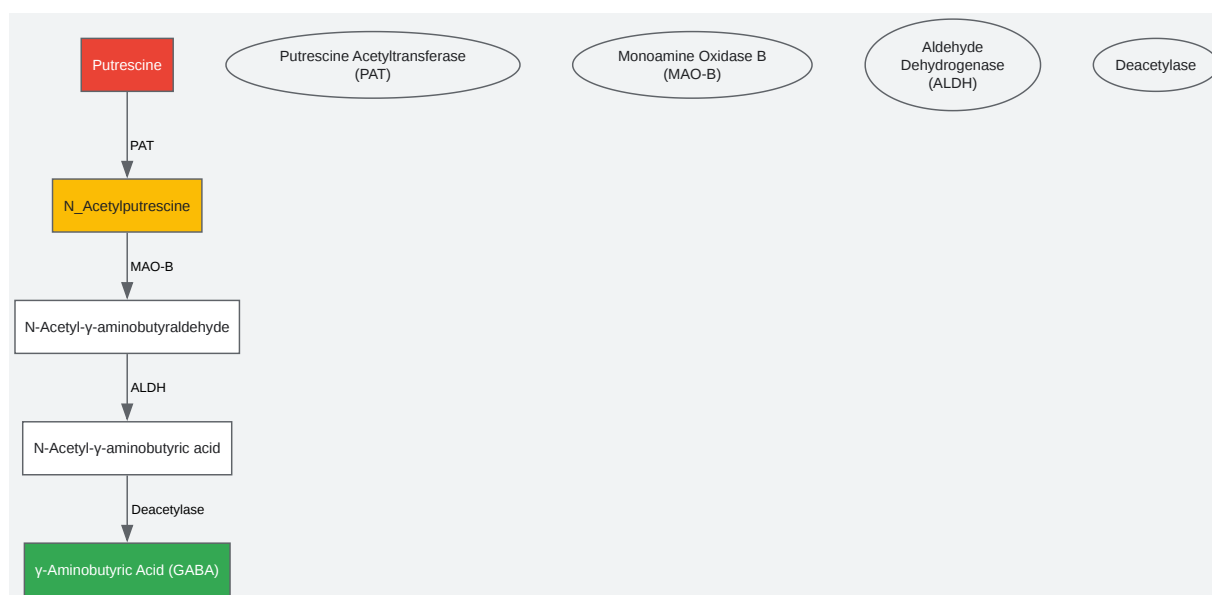 Putrescine
Putrescine Acetyltransferase
(PAT)
Monoamine Oxidase B
(MAO-B)
Aldehyde
Dehydrogenase
(ALDH)
Deacetylase
PAT
N_Acetylputrescine
MAO-B
N-Acetyl-γ-aminobutyraldehyde
ALDH
N-Acetyl-γ-aminobutyric acid
Deacetylase
γ-Aminobutyric Acid (GABA)